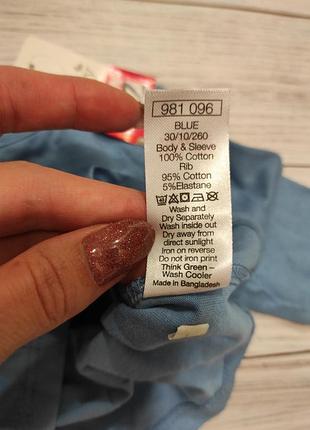 981 096
BLUE
30/10/260
Body & Sleeve
100% Cotton
Rib
95% Cotton
5%Elastane
Wash and
Dry Separately
Wash inside out
Dry away from
direct sunlight
Iron on reverse
Do not iron print
Think Green –
Wash Cooler
Made in Bangladesh